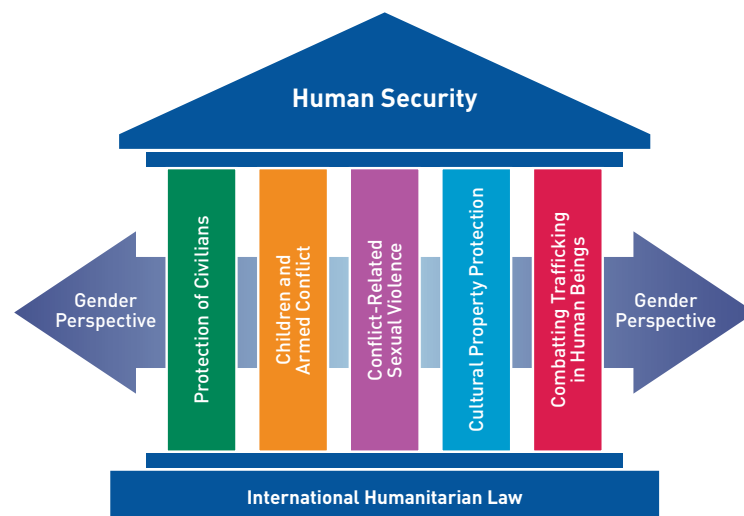 Human Security
Gender
Perspective
Protection of Civilians
Children and
Armed Conflict
Conflict-Related
Sexual Violence
Cultural Property Protection
Combatting Trafficking
in Human Beings
Gender
Perspective
International Humanitarian Law